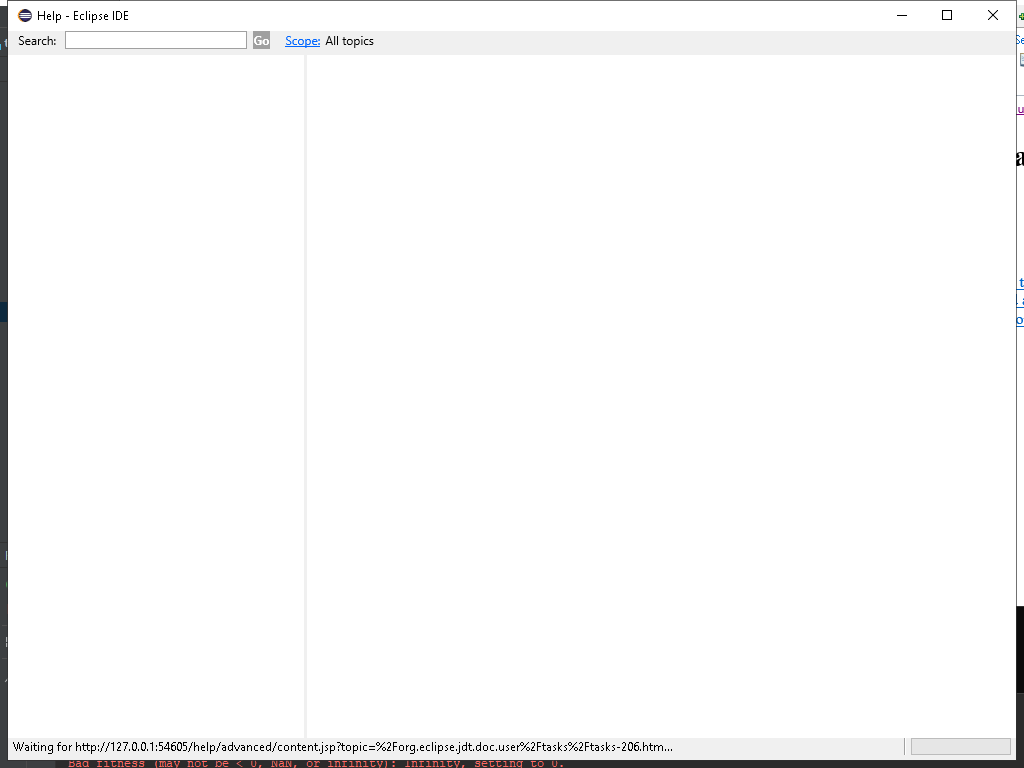 Help - Eclipse IDE
Search: Go Scope: All topics
Waiting for http://127.0.0.1:54605/help/advanced/content.jsp?topic=%2Forg.eclipse.jdt.doc.user%2Ftasks%2Ftasks-206.htm...
Bad fitness (may not be < 0, NaN, or infinity): Infinity, setting to 0.